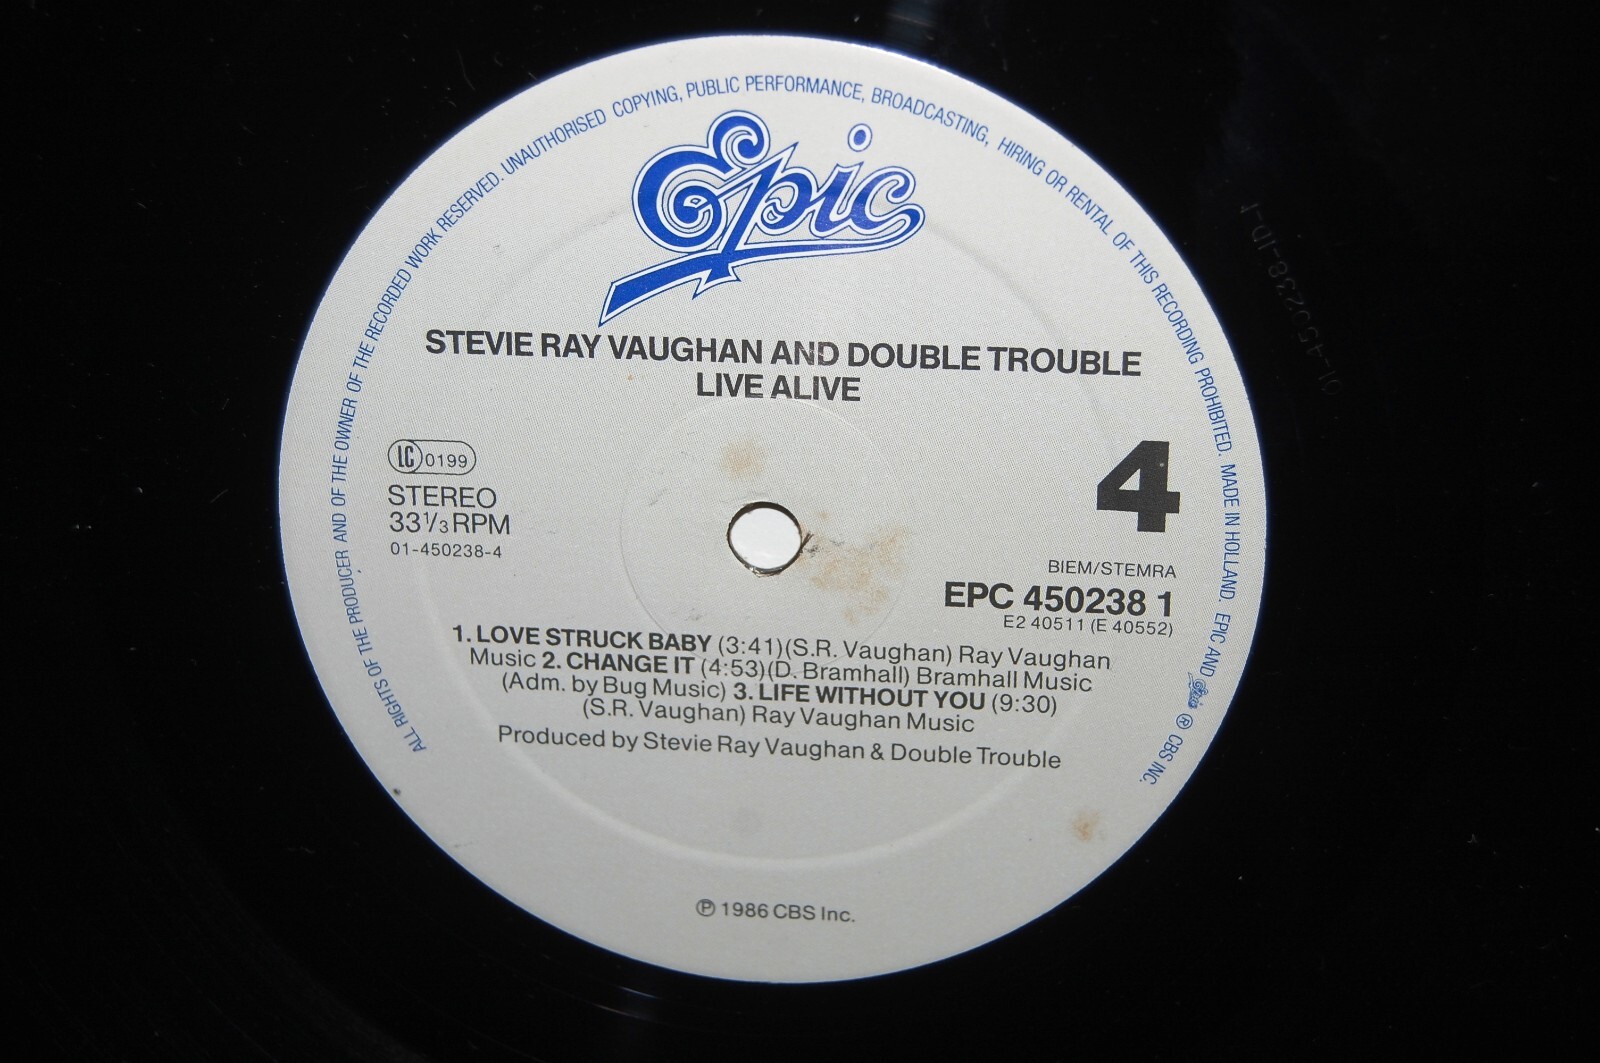 ALL RIGHTS OF THE PRODUCER AND OF THE OWNER OF THE RECORDED WORK RESERVED. UNAUTHORISED COPYING, PUBLIC PERFORMANCE, BROADCASTING, HIRING OR RENTAL OF THIS RECORDING PROHIBITED. MADE IN HOLLAND. EPIC AND Epic ® CBS INC.
Epic
STEVIE RAY VAUGHAN AND DOUBLE TROUBLE
LIVE ALIVE
4
LC 0199
STEREO
33 1/3 RPM
01-450238-4
BIEM/STEMRA
EPC 450238 1
E2 40511 (E 40552)
1. LOVE STRUCK BABY (3:41)(S.R. Vaughan) Ray Vaughan
Music 2. CHANGE IT (4:53)(D. Bramhall) Bramhall Music
(Adm. by Bug Music) 3. LIFE WITHOUT YOU (9:30)
(S.R. Vaughan) Ray Vaughan Music
Produced by Stevie Ray Vaughan & Double Trouble
℗ 1986 CBS Inc.